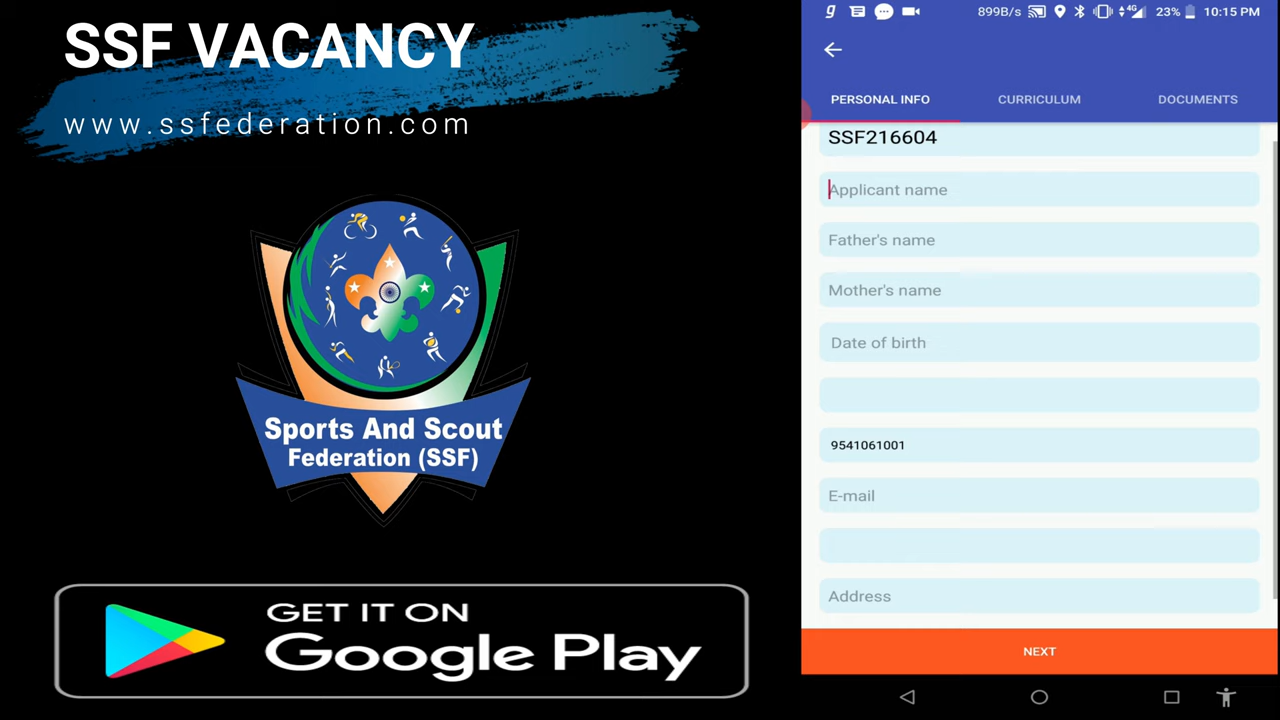 SSF VACANCY
www.ssfederation.com
Sports And Scout
Federation (SSF)
GET IT ON
Google Play
899B/s 4G 23% 10:15 PM
PERSONAL INFO CURRICULUM DOCUMENTS
SSF216604
Applicant name
Father's name
Mother's name
Date of birth
9541061001
E-mail
Address
NEXT